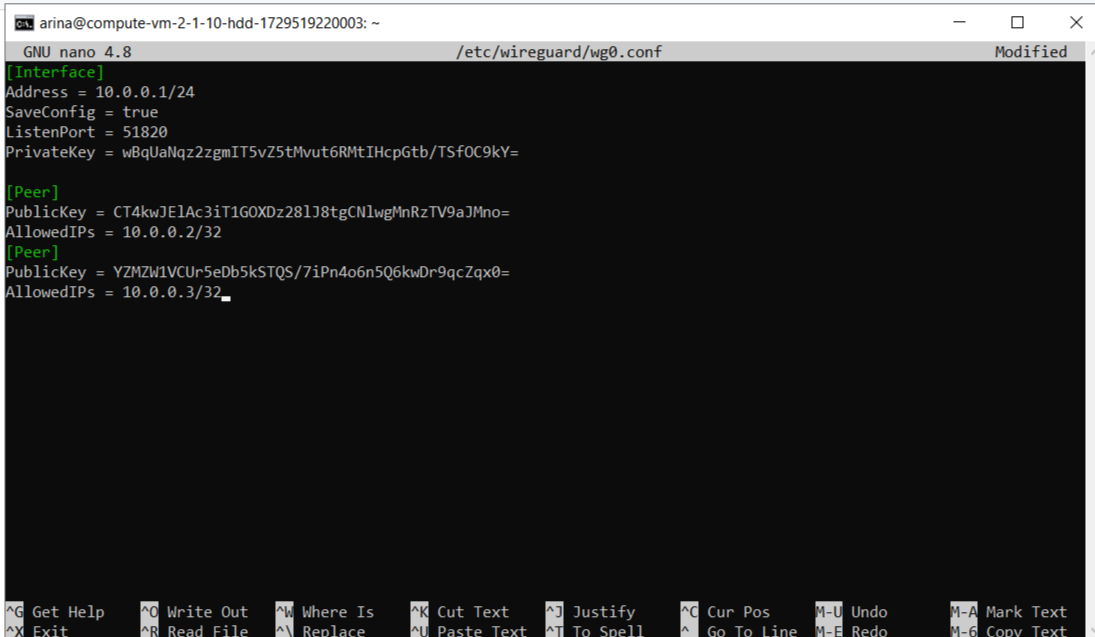 arina@compute-vm-2-1-10-hdd-1729519220003: ~
GNU nano 4.8 /etc/wireguard/wg0.conf Modified
[Interface]
Address = 10.0.0.1/24
SaveConfig = true
ListenPort = 51820
PrivateKey = wBqUaNqz2zgmIT5vZ5tMvut6RMtIHcpGtb/TSfOC9kY=
[Peer]
PublicKey = CT4kwJElAc3iT1GOXDz28lJ8tgCNlwgMnRzTV9aJMno=
AllowedIPs = 10.0.0.2/32
[Peer]
PublicKey = YZMZW1VCUr5eDb5kSTQS/7iPn4o6n5Q6kwDr9qcZqx0=
AllowedIPs = 10.0.0.3/32
^G Get Help ^O Write Out ^W Where Is ^K Cut Text ^J Justify ^C Cur Pos M-U Undo M-A Mark Text
^X Exit ^R Read File ^\ Replace ^U Paste Text ^T To Spell ^_ Go To Line M-E Redo M-6 Copy Text